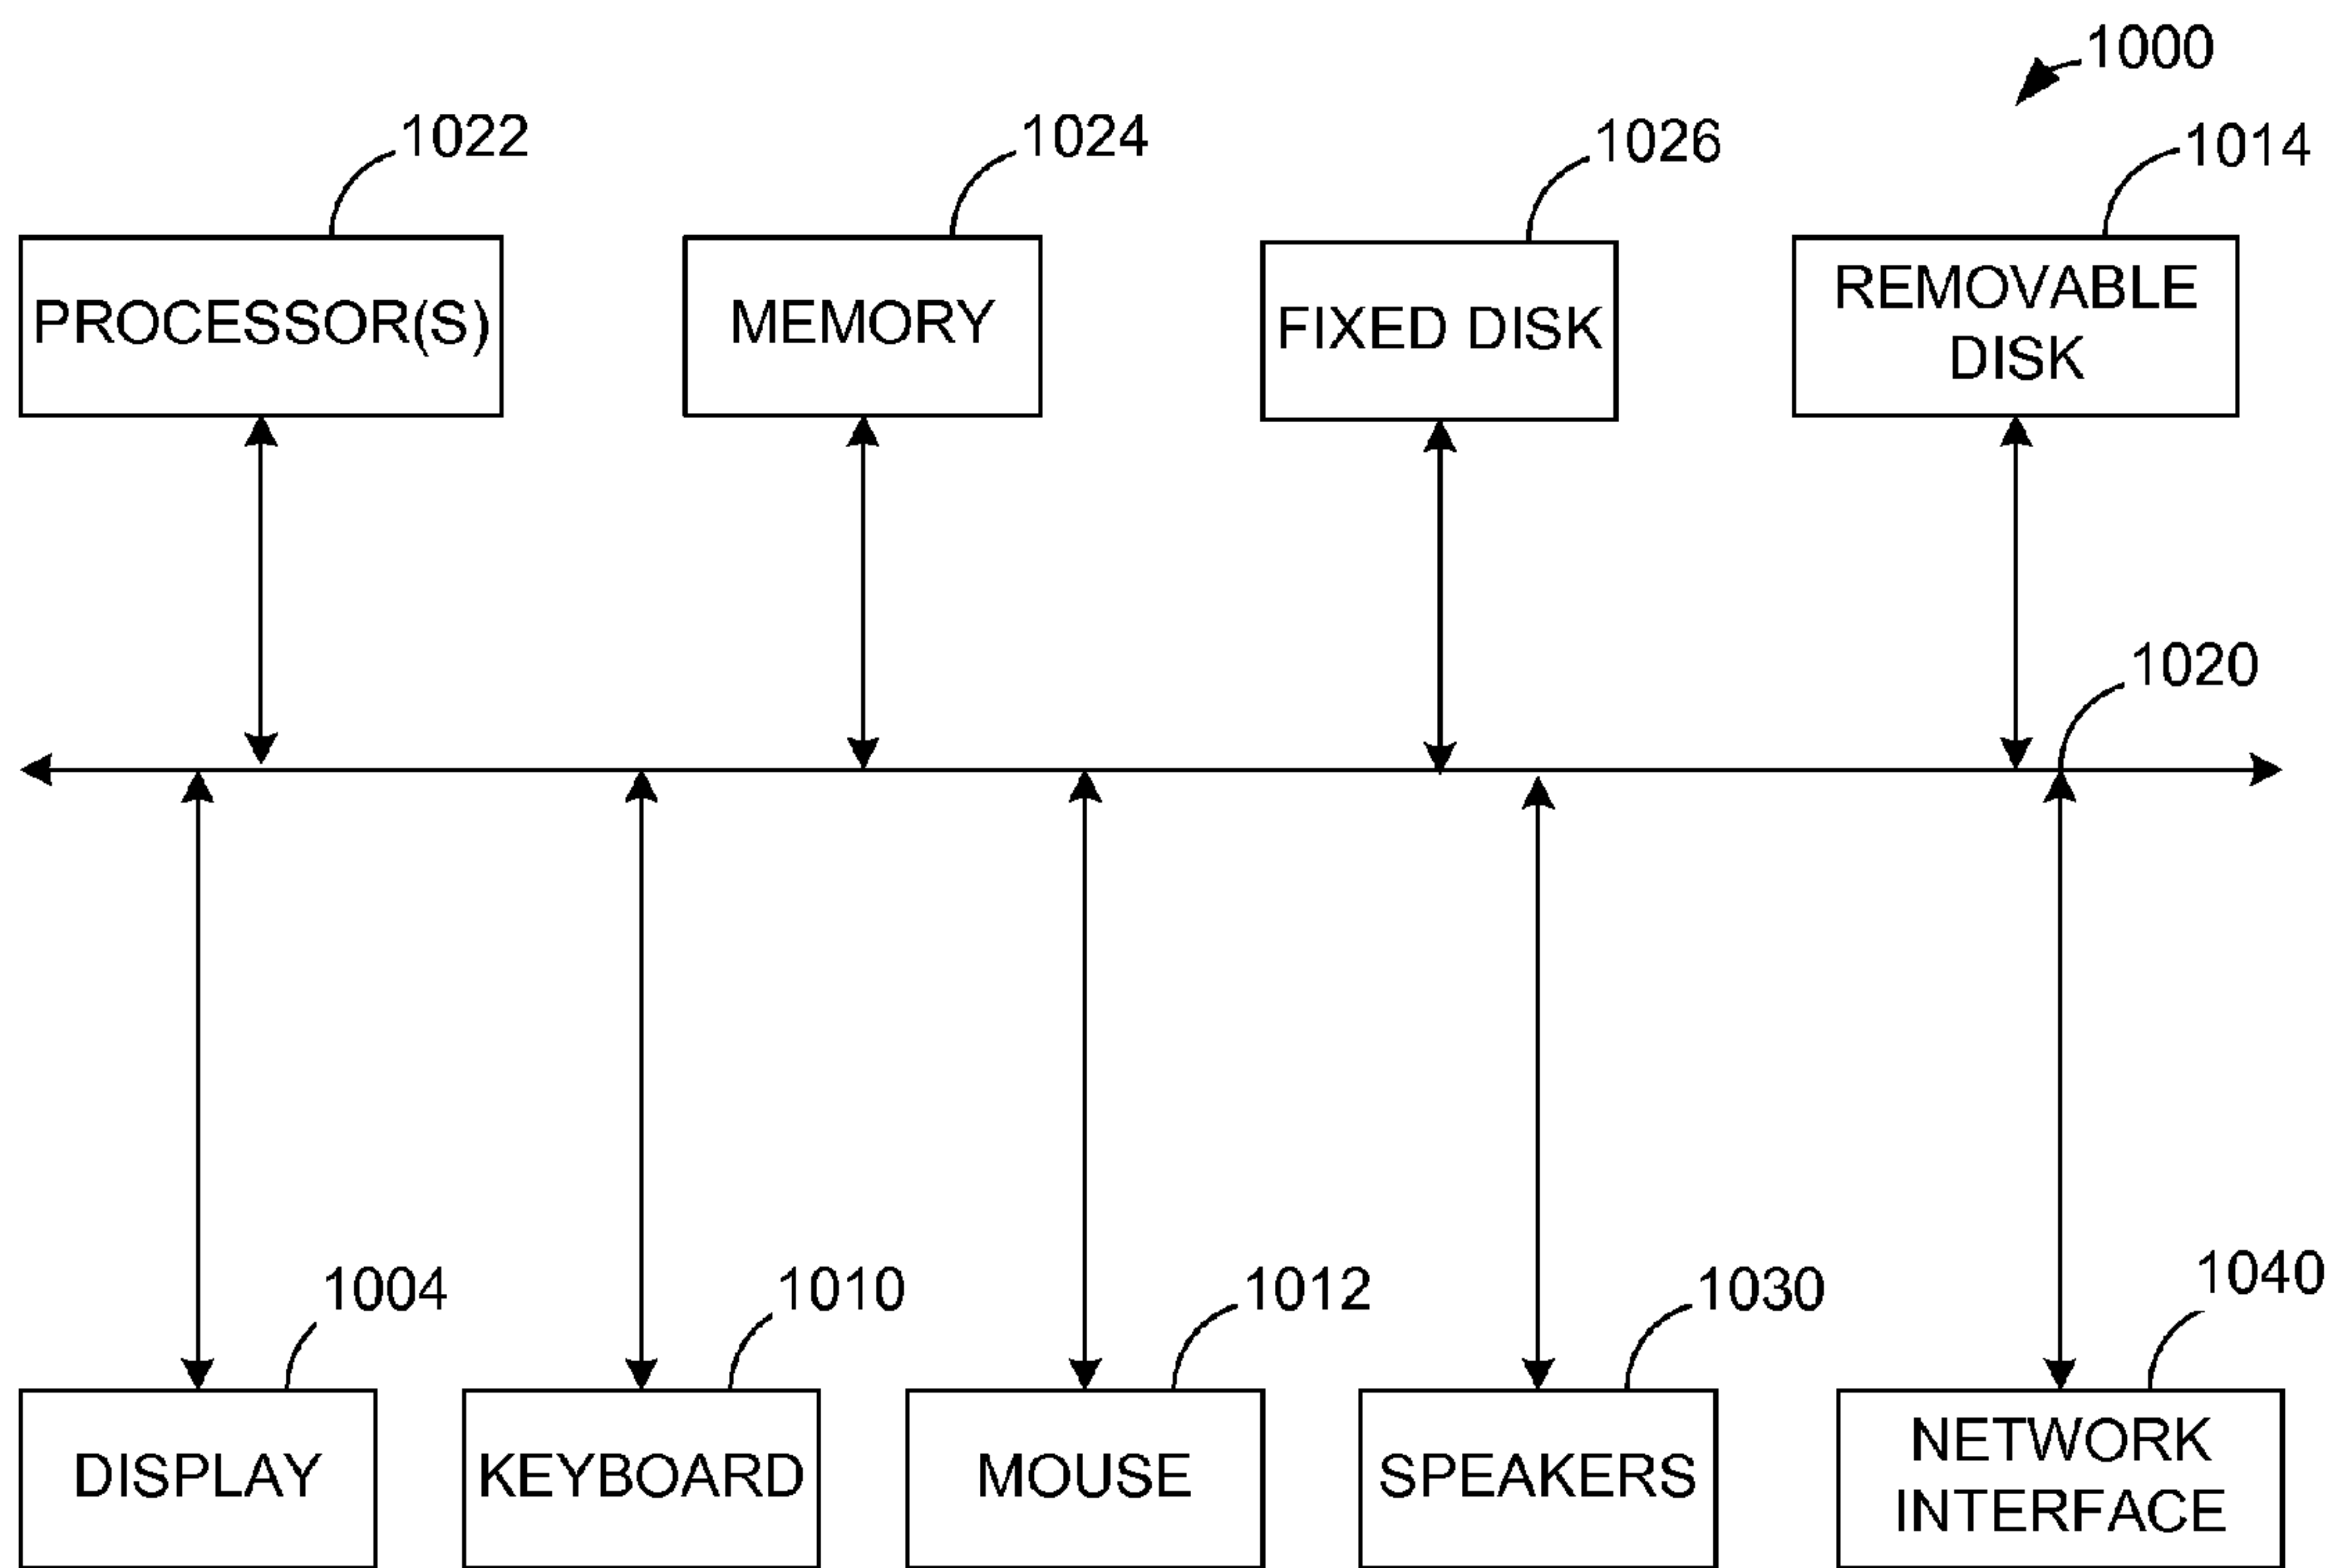 1000
1022
1024
1026
1014
PROCESSOR(S)
MEMORY
FIXED DISK
REMOVABLE
DISK
1020
1004
1010
1012
1030
1040
DISPLAY
KEYBOARD
MOUSE
SPEAKERS
NETWORK
INTERFACE